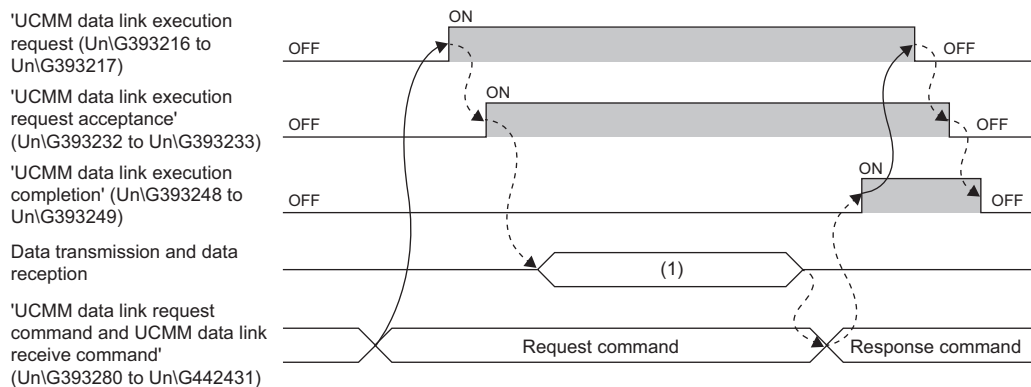 'UCMM data link execution
request (Un\G393216 to
Un\G393217)
OFF
ON
OFF
'UCMM data link execution
request acceptance'
(Un\G393232 to Un\G393233)
OFF
ON
OFF
'UCMM data link execution
completion' (Un\G393248 to
Un\G393249)
OFF
ON
OFF
Data transmission and data
reception
(1)
'UCMM data link request
command and UCMM data link
receive command'
(Un\G393280 to Un\G442431)
Request command
Response command